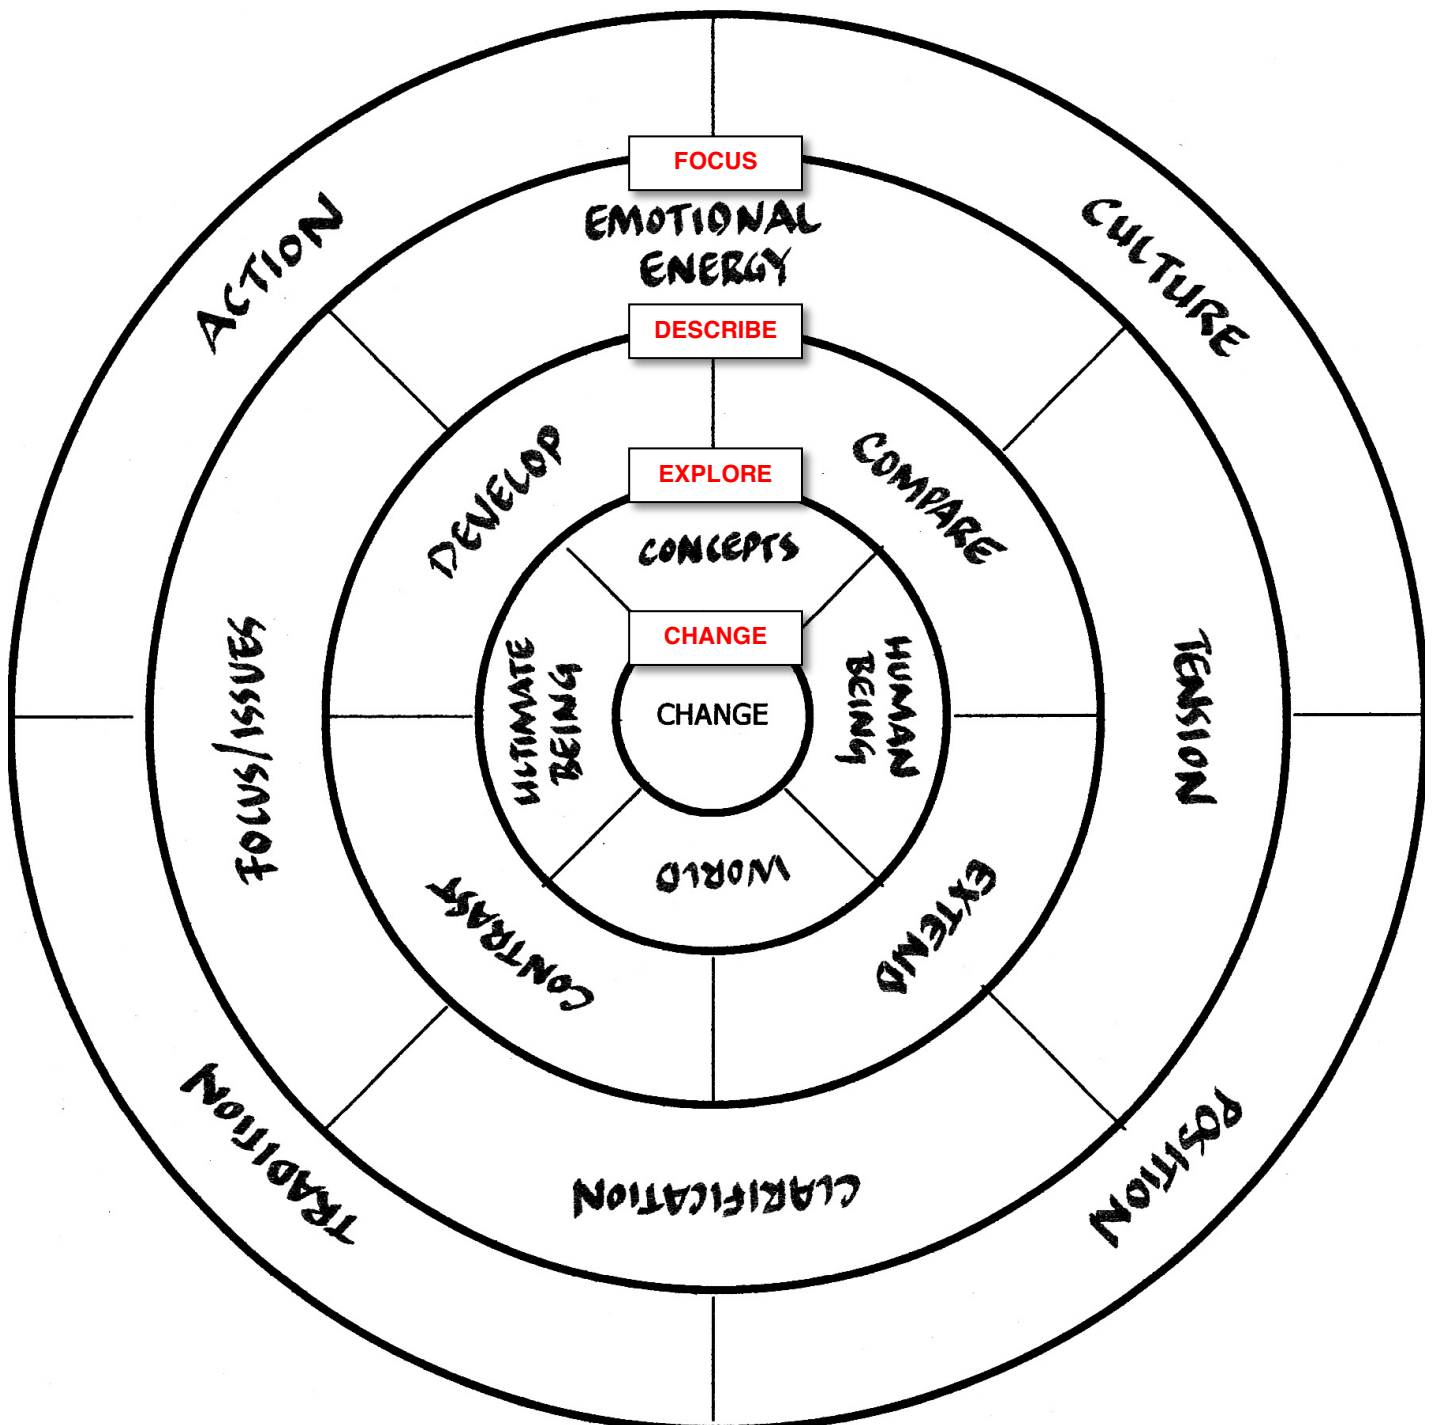 FOCUS
ACTION
CULTURE
EMOTIONAL
ENERGY
DESCRIBE
DEVELOP
COMPARE
EXPLORE
CONCEPTS
CHANGE
CHANGE
ULTIMATE
BEING
HUMAN
BEING
WORLD
FOCUS/ISSUES
TENSION
CONTRAST
EXTEND
CLARIFICATION
TRADITION
POSITION